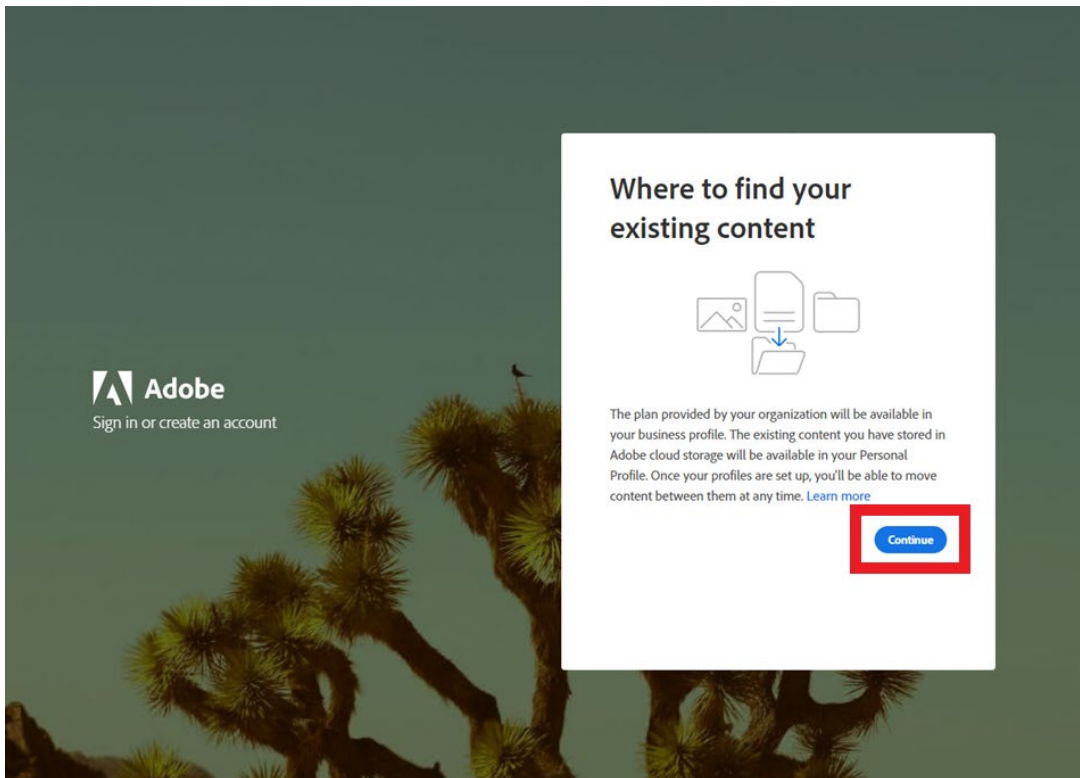 Adobe
Sign in or create an account
Where to find your
existing content
The plan provided by your organization will be available in
your business profile. The existing content you have stored in
Adobe cloud storage will be available in your Personal
Profile. Once your profiles are set up, you'll be able to move
content between them at any time. Learn more
Continue